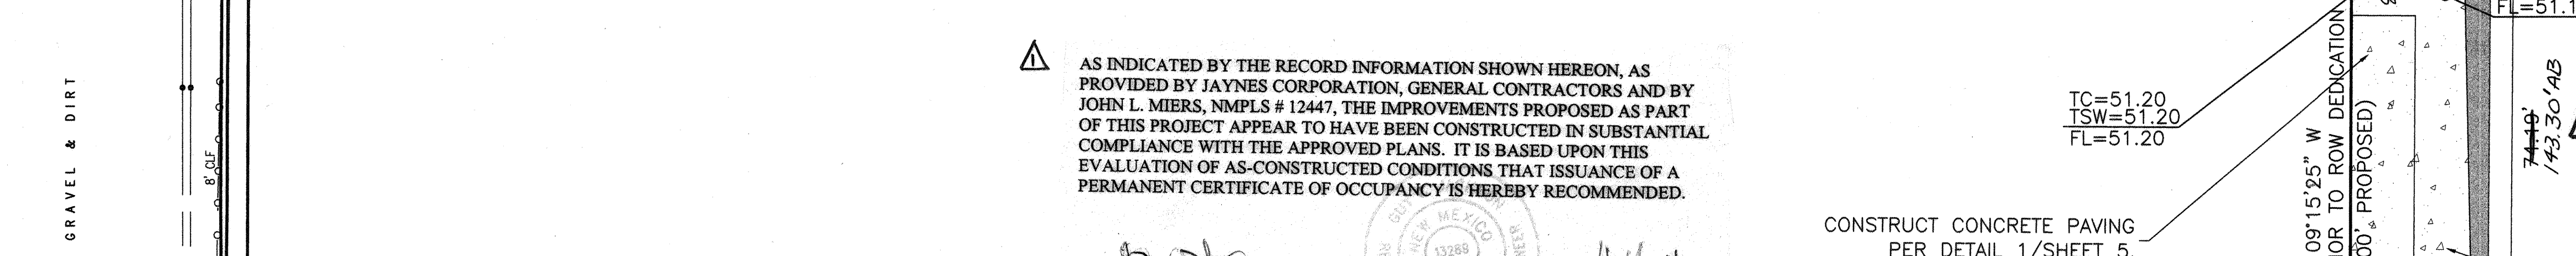 GRAVEL & DIRT
8' CLF
AS INDICATED BY THE RECORD INFORMATION SHOWN HEREON, AS
PROVIDED BY JAYNES CORPORATION, GENERAL CONTRACTORS AND BY
JOHN L. MIERS, NMPLS # 12447, THE IMPROVEMENTS PROPOSED AS PART
OF THIS PROJECT APPEAR TO HAVE BEEN CONSTRUCTED IN SUBSTANTIAL
COMPLIANCE WITH THE APPROVED PLANS. IT IS BASED UPON THIS
EVALUATION OF AS-CONSTRUCTED CONDITIONS THAT ISSUANCE OF A
PERMANENT CERTIFICATE OF OCCUPANCY IS HEREBY RECOMMENDED.
1
NEW MEXICO
13289
TC=51.20
TSW=51.20
FL=51.20
CONSTRUCT CONCRETE PAVING
PER DETAIL 1/SHEET 5.
09°15'25" W
TO ROW DEDICATION
PROPOSED)
FL=51.1
74.19'
143.30' AB